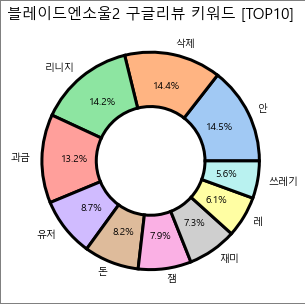 블레이드엔소울2 구글리뷰 키워드 [TOP10]
삭제
리니지
14.4%
14.2%
안
14.5%
과금
13.2%
5.6%
쓰레기
6.1%
레
8.7%
유저
8.2%
7.9%
7.3%
재미
돈
잼